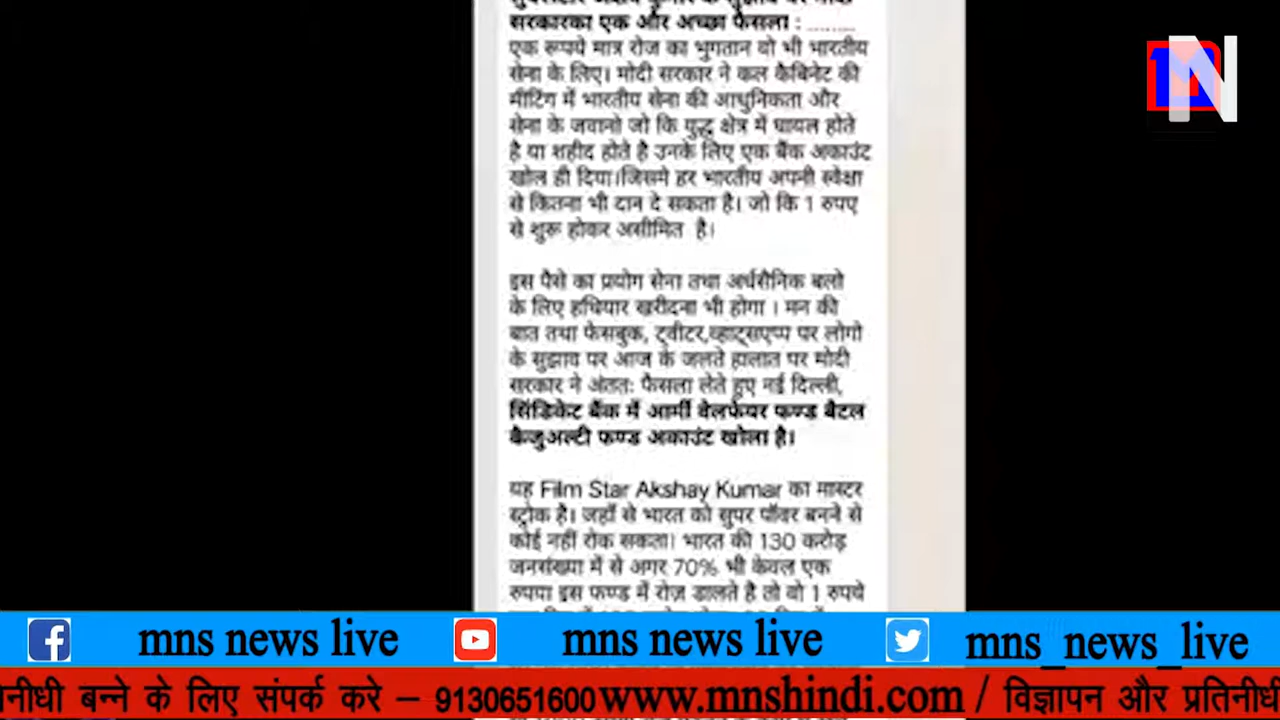 सरकारका एक और अच्छा फैसला : ........
एक रूपये मात्र रोज का भुगतान वो भी भारतीय
सेना के लिए। मोदी सरकार ने कल कैबिनेट की
मीटिंग में भारतीय सेना की आधुनिकता और
सेना के जवानो जो कि युद्ध क्षेत्र में घायल होते
है या शहीद होते है उनके लिए एक बैंक अकाउंट
खोल ही दिया।जिसमे हर भारतीय अपनी स्वेक्षा
से कितना भी दान दे सकता है। जो कि 1 रुपए
से शुरू होकर असीमित है।
इस पैसे का प्रयोग सेना तथा अर्धसैनिक बलो
के लिए हथियार खरीदना भी होगा । मन की
बात तथा फेसबुक, ट्वीटर,व्हाट्सएप्प पर लोगो
के सुझाव पर आज के जलते हालात पर मोदी
सरकार ने अंततः फैसला लेते हुए नई दिल्ली,
सिंडिकेट बैंक में आर्मी वेलफेयर फण्ड बैटल
कैजुअल्टी फण्ड अकाउंट खोला है।
यह Film Star Akshay Kumar का मास्टर
स्ट्रोक है। जहाँ से भारत को सुपर पॉवर बनने से
कोई नहीं रोक सकता। भारत की 130 करोड़
जनसंख्या में से अगर 70% भी केवल एक
रुपया इस फण्ड में रोज़ डालते है तो वो 1 रुपये
mns news live mns news live mns_news_live
नीधी बन्ने के लिए संपर्क करे – 9130651600 www.mnshindi.com / विज्ञापन और प्रतिनीधी